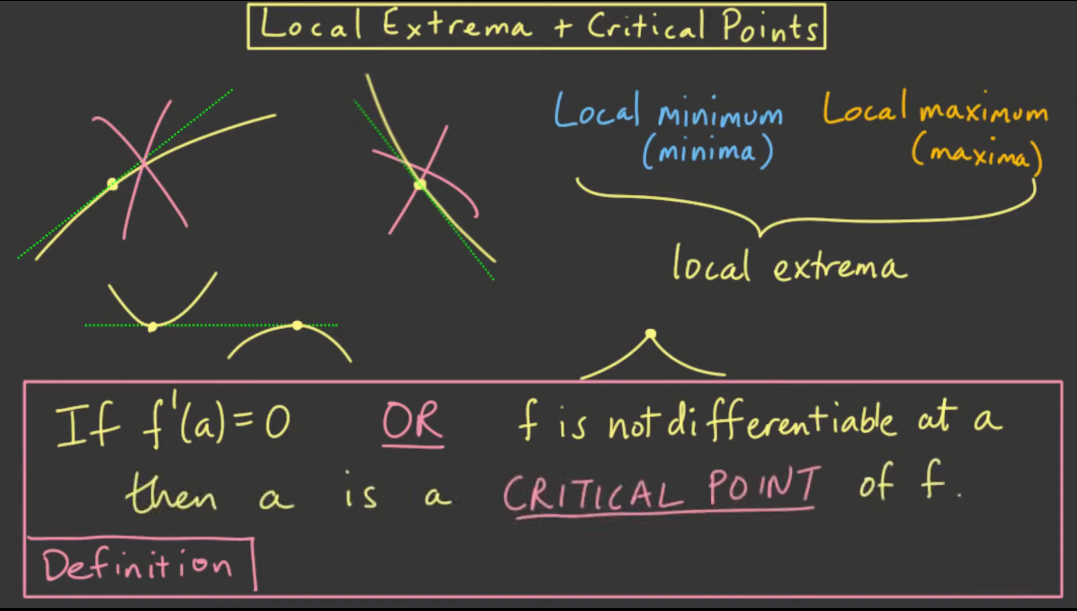 Local Extrema + Critical Points
Local minimum
(minima)
Local maximum
(maxima)
local extrema
If f'(a)=0 OR f is not differentiable at a
then a is a CRITICAL POINT of f.
Definition